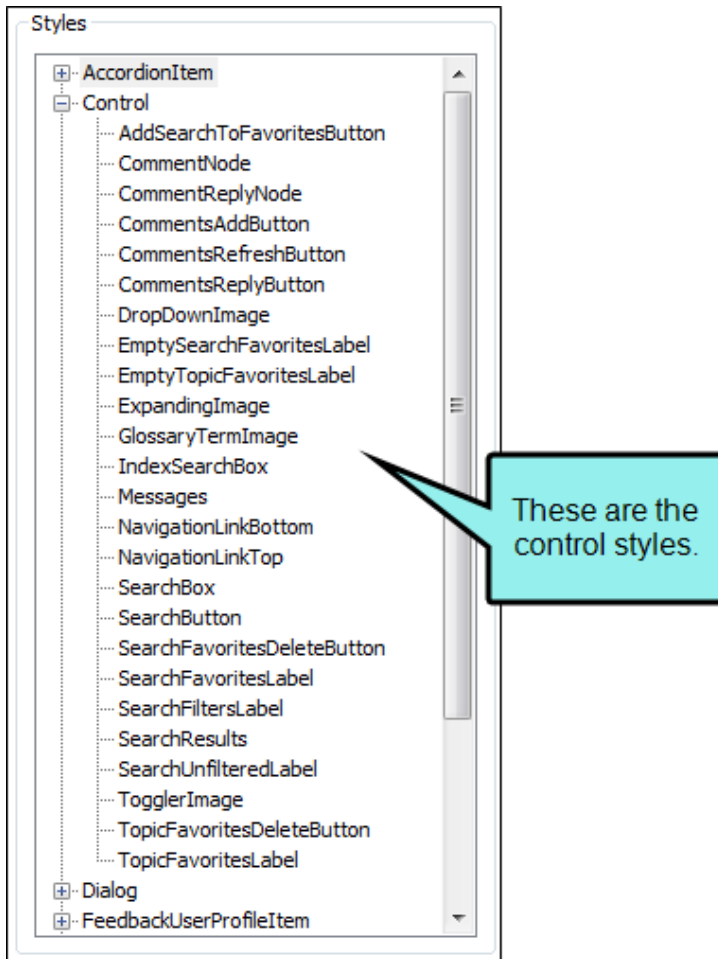 Styles
AccordionItem
Control
AddSearchToFavoritesButton
CommentNode
CommentReplyNode
CommentsAddButton
CommentsRefreshButton
CommentsReplyButton
DropDownImage
EmptySearchFavoritesLabel
EmptyTopicFavoritesLabel
ExpandingImage
GlossaryTermImage
IndexSearchBox
Messages
NavigationLinkBottom
NavigationLinkTop
SearchBox
SearchButton
SearchFavoritesDeleteButton
SearchFavoritesLabel
SearchFiltersLabel
SearchResults
SearchUnfilteredLabel
TogglerImage
TopicFavoritesDeleteButton
TopicFavoritesLabel
Dialog
FeedbackUserProfileItem
These are the
control styles.